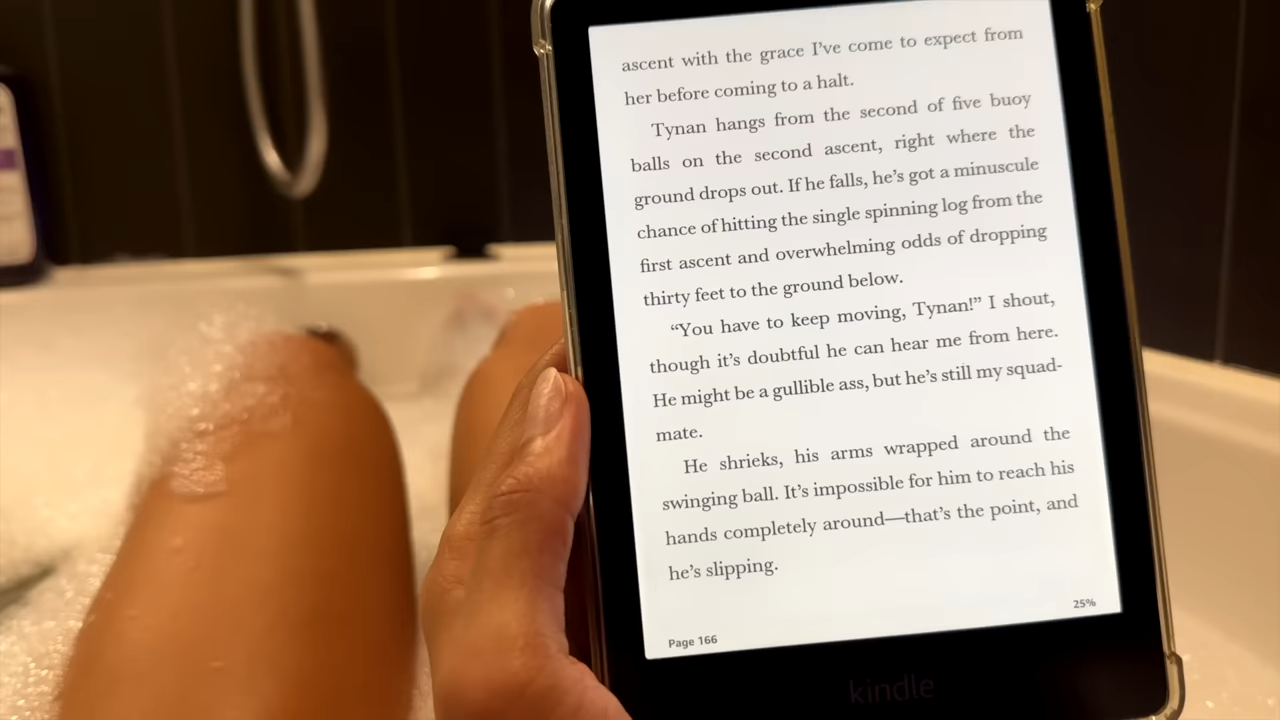 ascent with the grace I've come to expect from
her before coming to a halt.
Tynan hangs from the second of five buoy
balls on the second ascent, right where the
ground drops out. If he falls, he's got a minuscule
chance of hitting the single spinning log from the
first ascent and overwhelming odds of dropping
thirty feet to the ground below.
“You have to keep moving, Tynan!” I shout,
though it's doubtful he can hear me from here.
He might be a gullible ass, but he's still my squad-
mate.
He shrieks, his arms wrapped around the
swinging ball. It's impossible for him to reach his
hands completely around—that's the point, and
he's slipping.
Page 166
25%
kindle